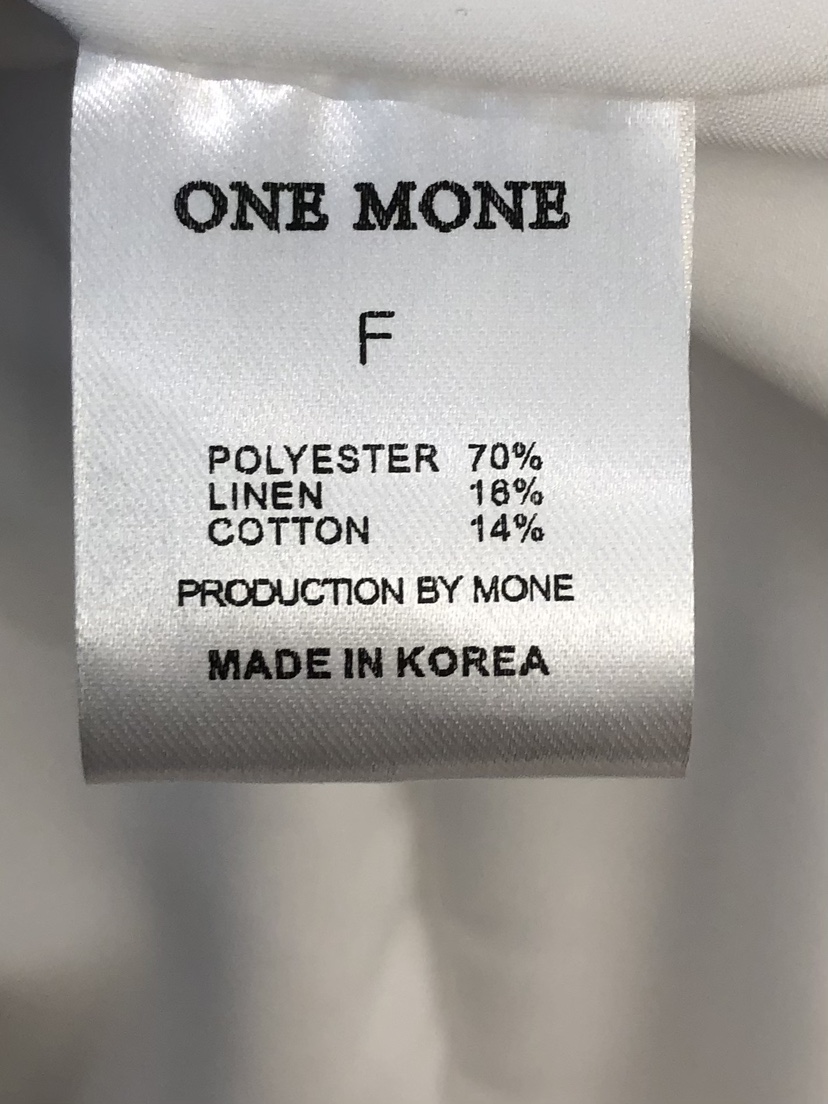 ONE MONE
F
POLYESTER 70%
LINEN 16%
COTTON 14%
PRODUCTION BY MONE
MADE IN KOREA